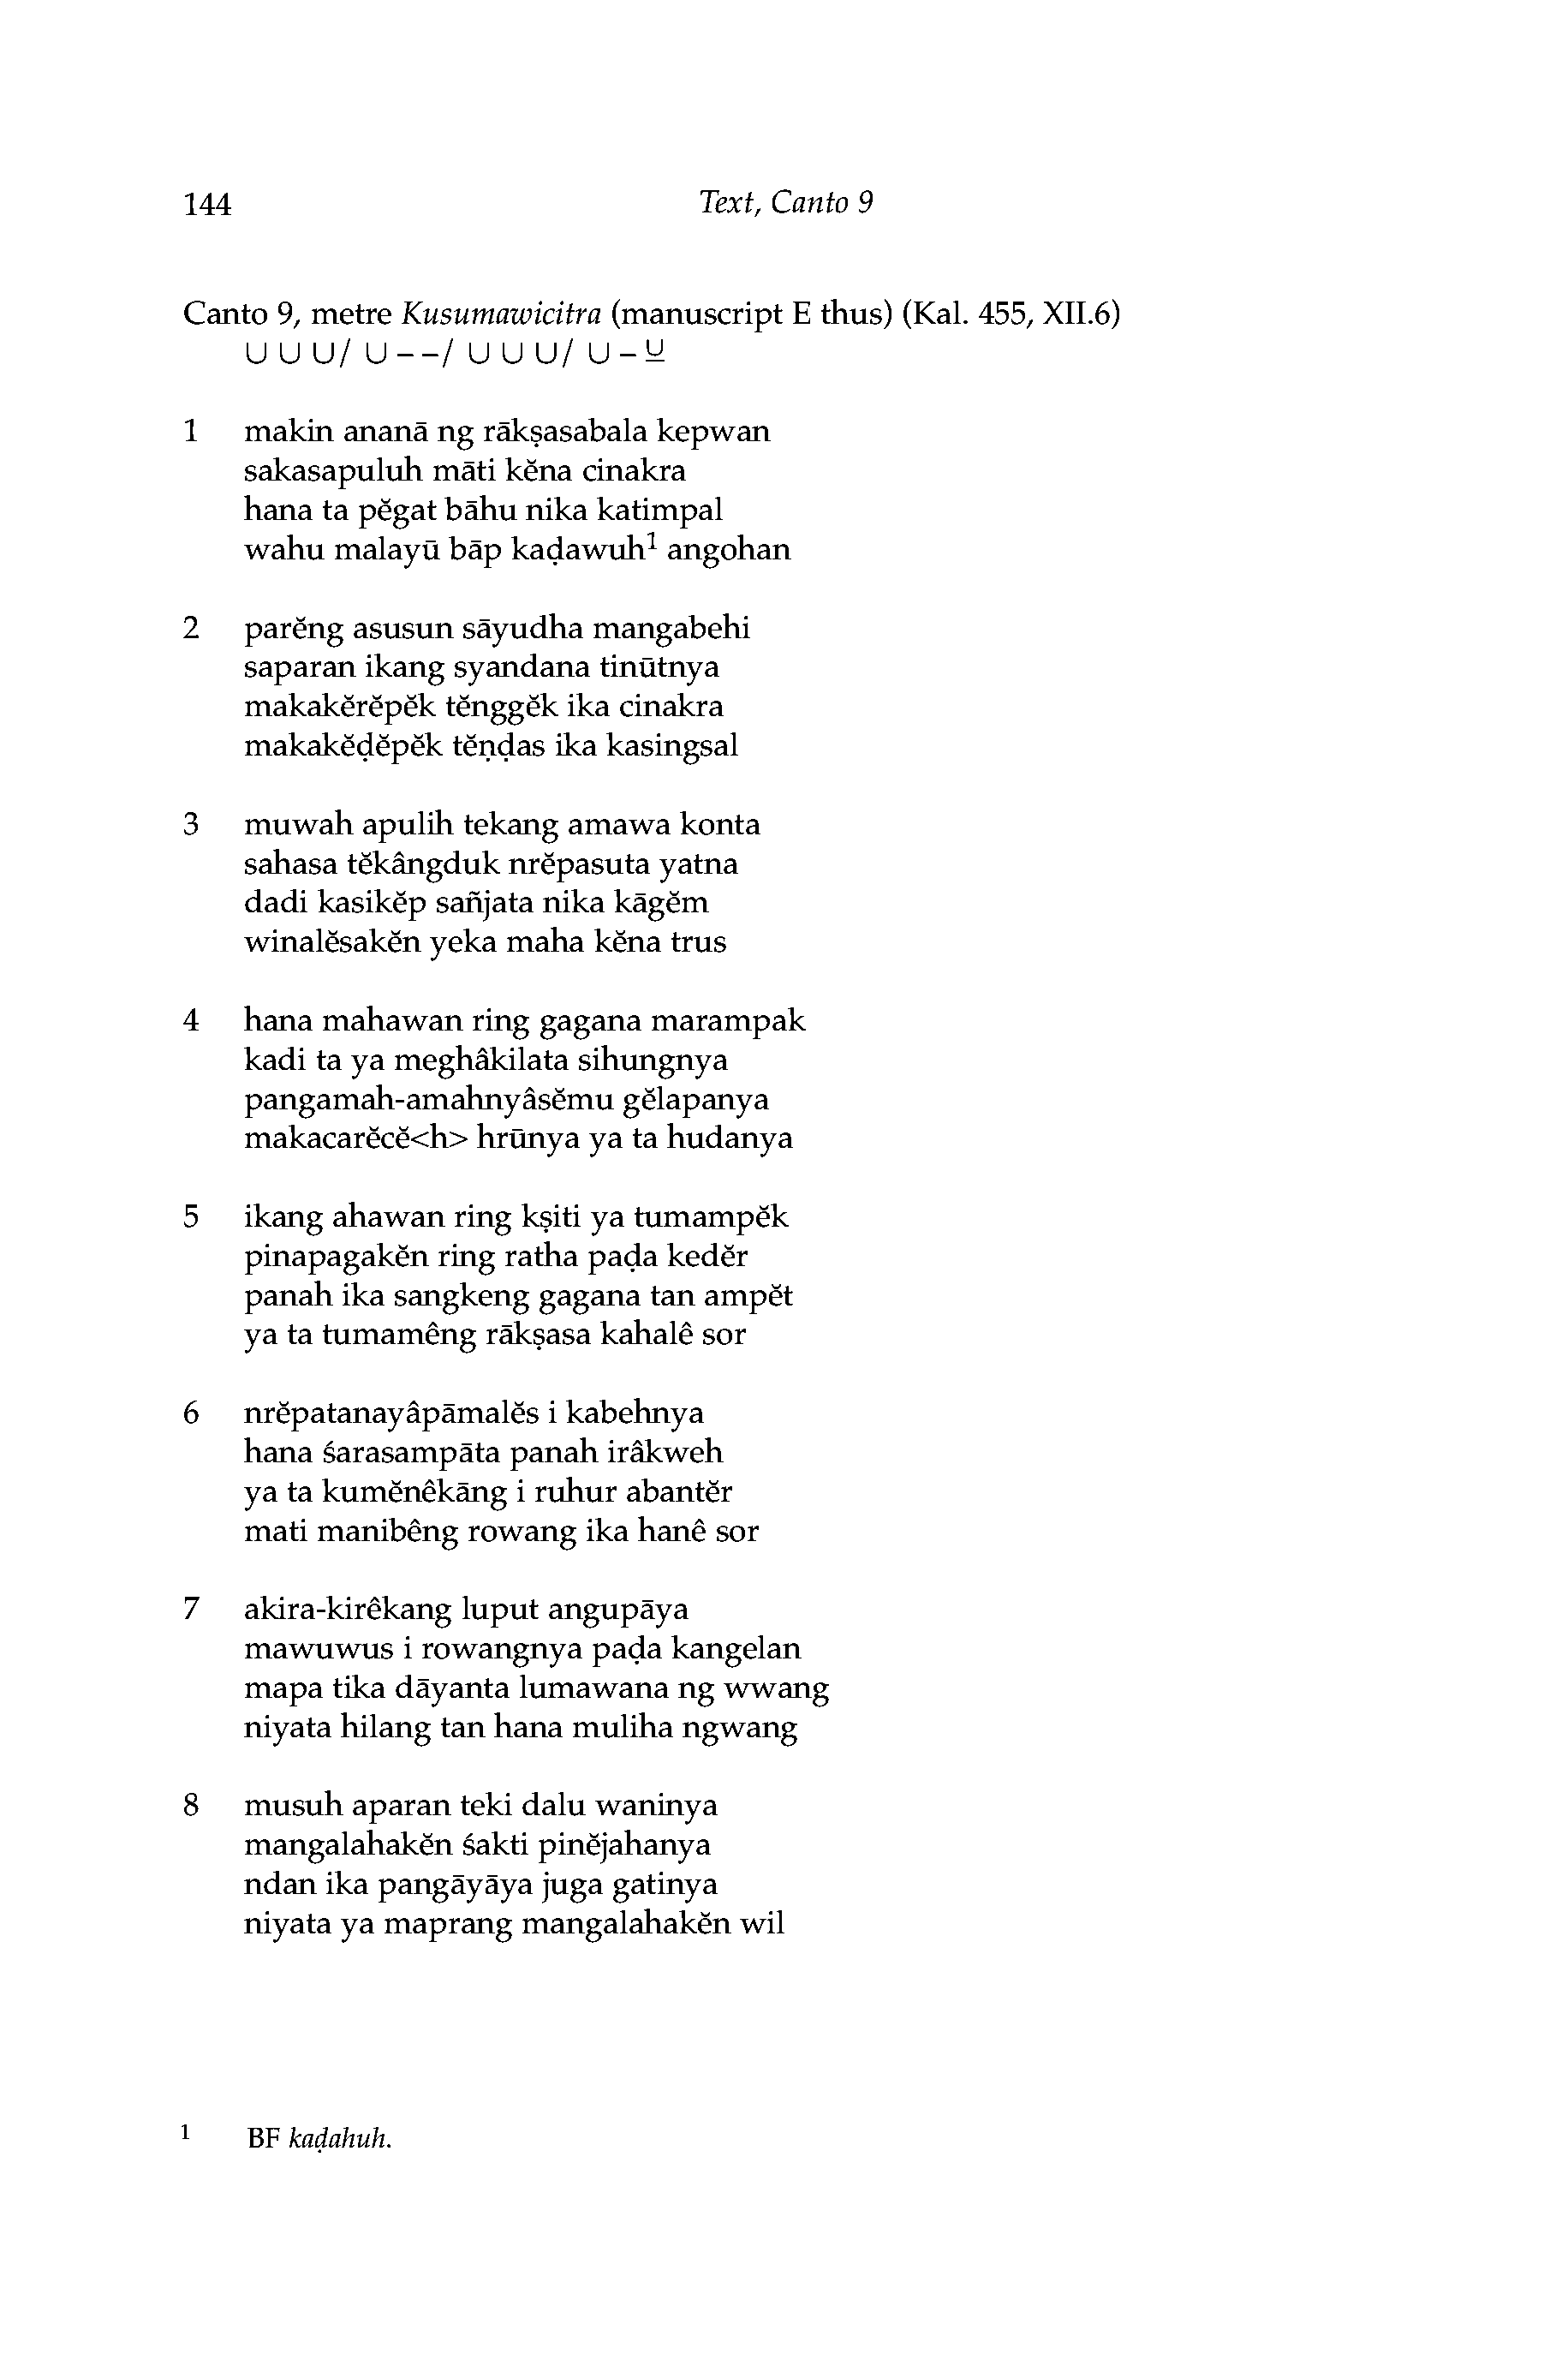 144 Text, Canto 9
Canto 9, metre Kusumawicitra (manuscript E thus) (Kal. 455, XII.6)
∪ ∪ ∪/ ∪ – –/ ∪ ∪ ∪/ ∪ – ⊻
1 makin ananā ng rākṣasabala kepwan
sakasapuluh māti kĕna cinakra
hana ta pĕgat bāhu nika katimpal
wahu malayū bāp kaḍawuh¹ angohan
2 parĕng asusun sāyudha mangabehi
saparan ikang syandana tinūtnya
makakĕrĕpĕk tĕnggĕk ika cinakra
makakĕḍĕpĕk tĕṇḍas ika kasingsal
3 muwah apulih tekang amawa konta
sahasa tĕkângduk nrĕpasuta yatna
dadi kasikĕp sañjata nika kāgĕm
winalĕsakĕn yeka maha kĕna trus
4 hana mahawan ring gagana marampak
kadi ta ya meghâkilata sihungnya
pangamah-amahnyâsĕmu gĕlapanya
makacarĕcĕ<h> hrūnya ya ta hudanya
5 ikang ahawan ring kṣiti ya tumampĕk
pinapagakĕn ring ratha paḍa kedĕr
panah ika sangkeng gagana tan ampĕt
ya ta tumamêng rākṣasa kahalê sor
6 nrĕpatanayâpāmalĕs i kabehnya
hana śarasampāta panah irâkweh
ya ta kumĕnêkāng i ruhur abantĕr
mati manibêng rowang ika hanê sor
7 akira-kirêkang luput angupāya
mawuwus i rowangnya paḍa kangelan
mapa tika dāyanta lumawana ng wwang
niyata hilang tan hana muliha ngwang
8 musuh aparan teki dalu waninya
mangalahakĕn śakti pinĕjahanya
ndan ika pangāyāya juga gatinya
niyata ya maprang mangalahakĕn wil
1 BF kaḍahuh.